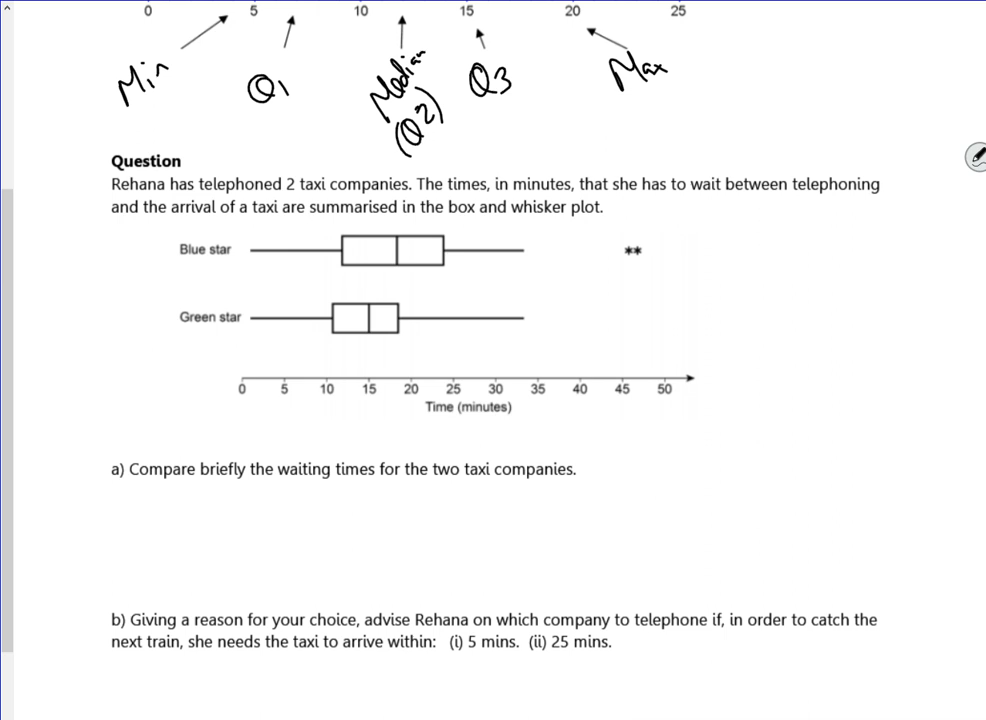 0 5 10 15 20 25
Min Q1 Median Q3 Max
(Q2)
Question
Rehana has telephoned 2 taxi companies. The times, in minutes, that she has to wait between telephoning
and the arrival of a taxi are summarised in the box and whisker plot.
Blue star **
Green star
0 5 10 15 20 25 30 35 40 45 50
Time (minutes)
a) Compare briefly the waiting times for the two taxi companies.
b) Giving a reason for your choice, advise Rehana on which company to telephone if, in order to catch the
next train, she needs the taxi to arrive within: (i) 5 mins. (ii) 25 mins.